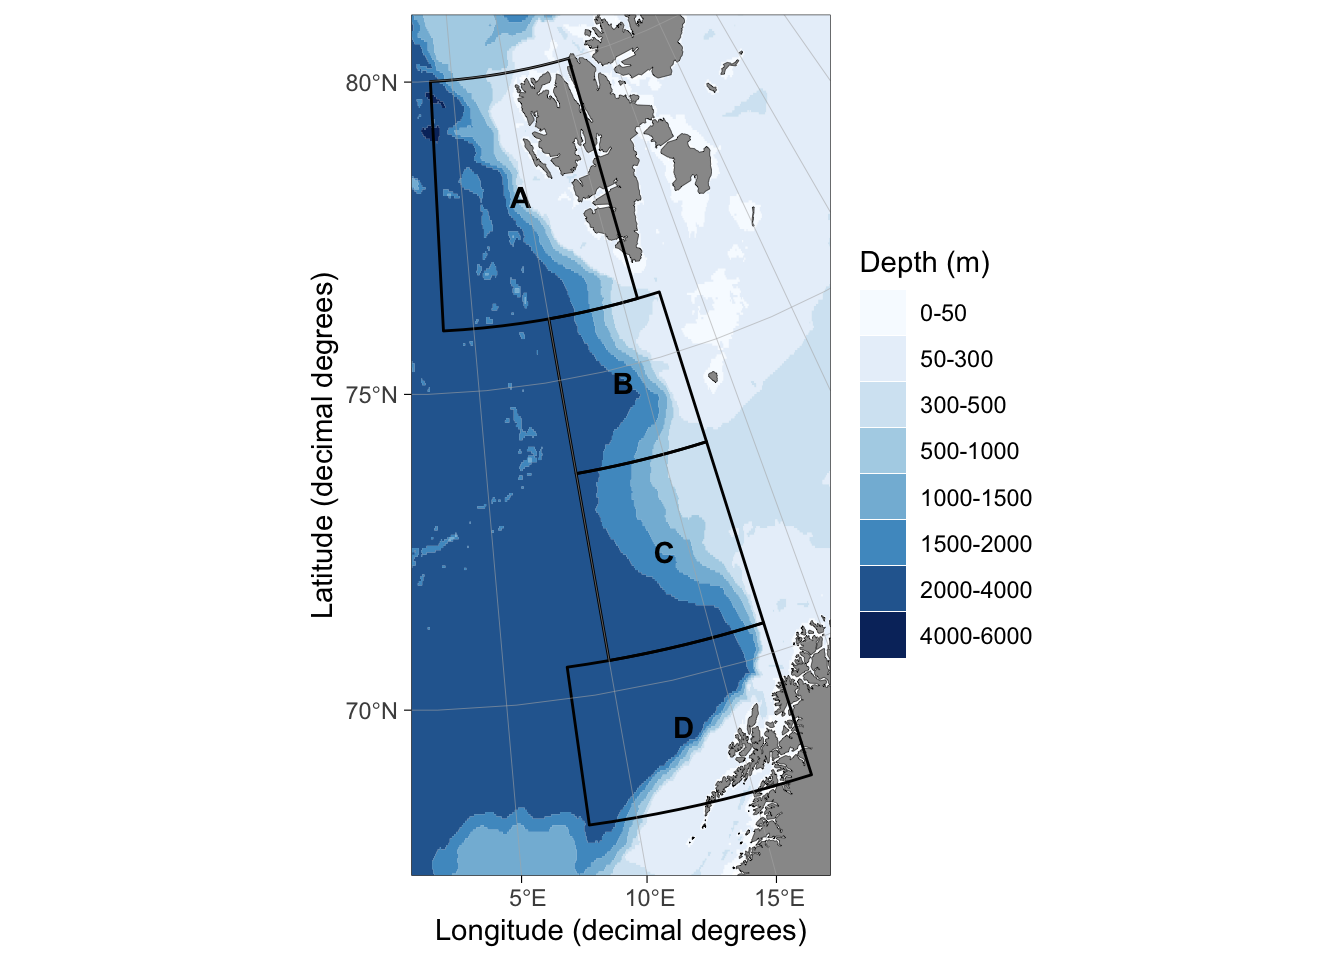 80°N
75°N
70°N
Latitude (decimal degrees)
A
B
C
D
5°E
10°E
15°E
Longitude (decimal degrees)
Depth (m)
0-50
50-300
300-500
500-1000
1000-1500
1500-2000
2000-4000
4000-6000